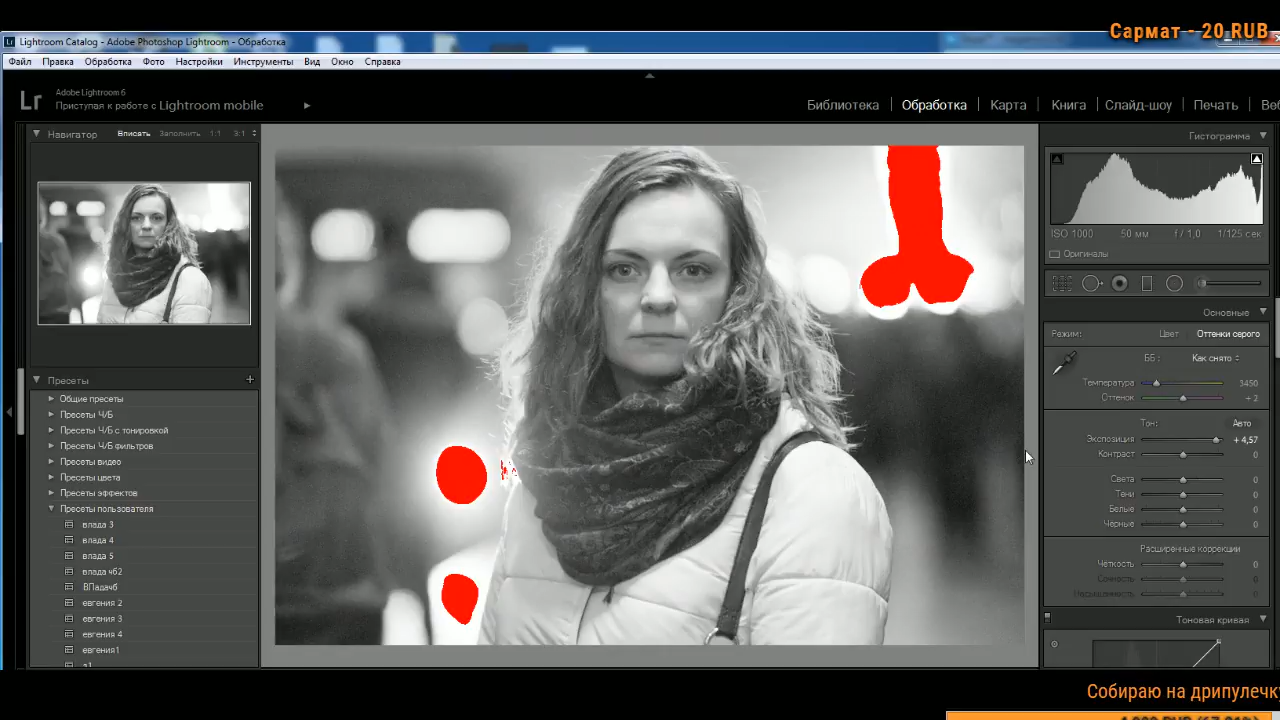 Сармат - 20 RUB
Lightroom Catalog - Adobe Photoshop Lightroom - Обработка
Файл Правка Обработка Фото Настройки Инструменты Вид Окно Справка
Lr
Adobe Lightroom 6
Приступая к работе с Lightroom mobile
Библиотека Обработка Карта Книга Слайд-шоу Печать Ве
Навигатор Вписать Заполнить 1:1 3:1
Гистограмма
ISO 1000 50 мм f / 1,0 1/125 сек
Оригиналы
Основные
Режим: Цвет Оттенки серого
ББ : Как снято
Температура 3450
Оттенок + 2
Тон: Авто
Экспозиция + 4,57
Контраст 0
Света 0
Тени 0
Белые 0
Чёрные 0
Расширенные коррекции
Чёткость 0
Сочность 0
Насыщенность 0
Тоновая кривая
Пресеты
Общие пресеты
Пресеты Ч/Б
Пресеты Ч/Б с тонировкой
Пресеты Ч/Б фильтров
Пресеты видео
Пресеты цвета
Пресеты эффектов
Пресеты пользователя
влада 3
влада 4
влада 5
влада чб2
ВПадачб
евгения 2
евгения 3
евгения 4
евгения1
Собираю на дрипулечк